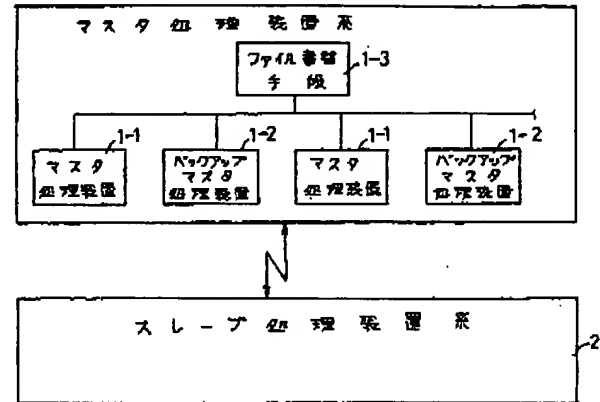 マスタ処理装置系
ファイル書替
手段
1-3
1-1
マスタ
処理装置
1-2
バックアップ
マスタ
処理装置
1-1
マスタ
処理装置
1-2
バックアップ
マスタ
処理装置
スレーブ処理装置系
2